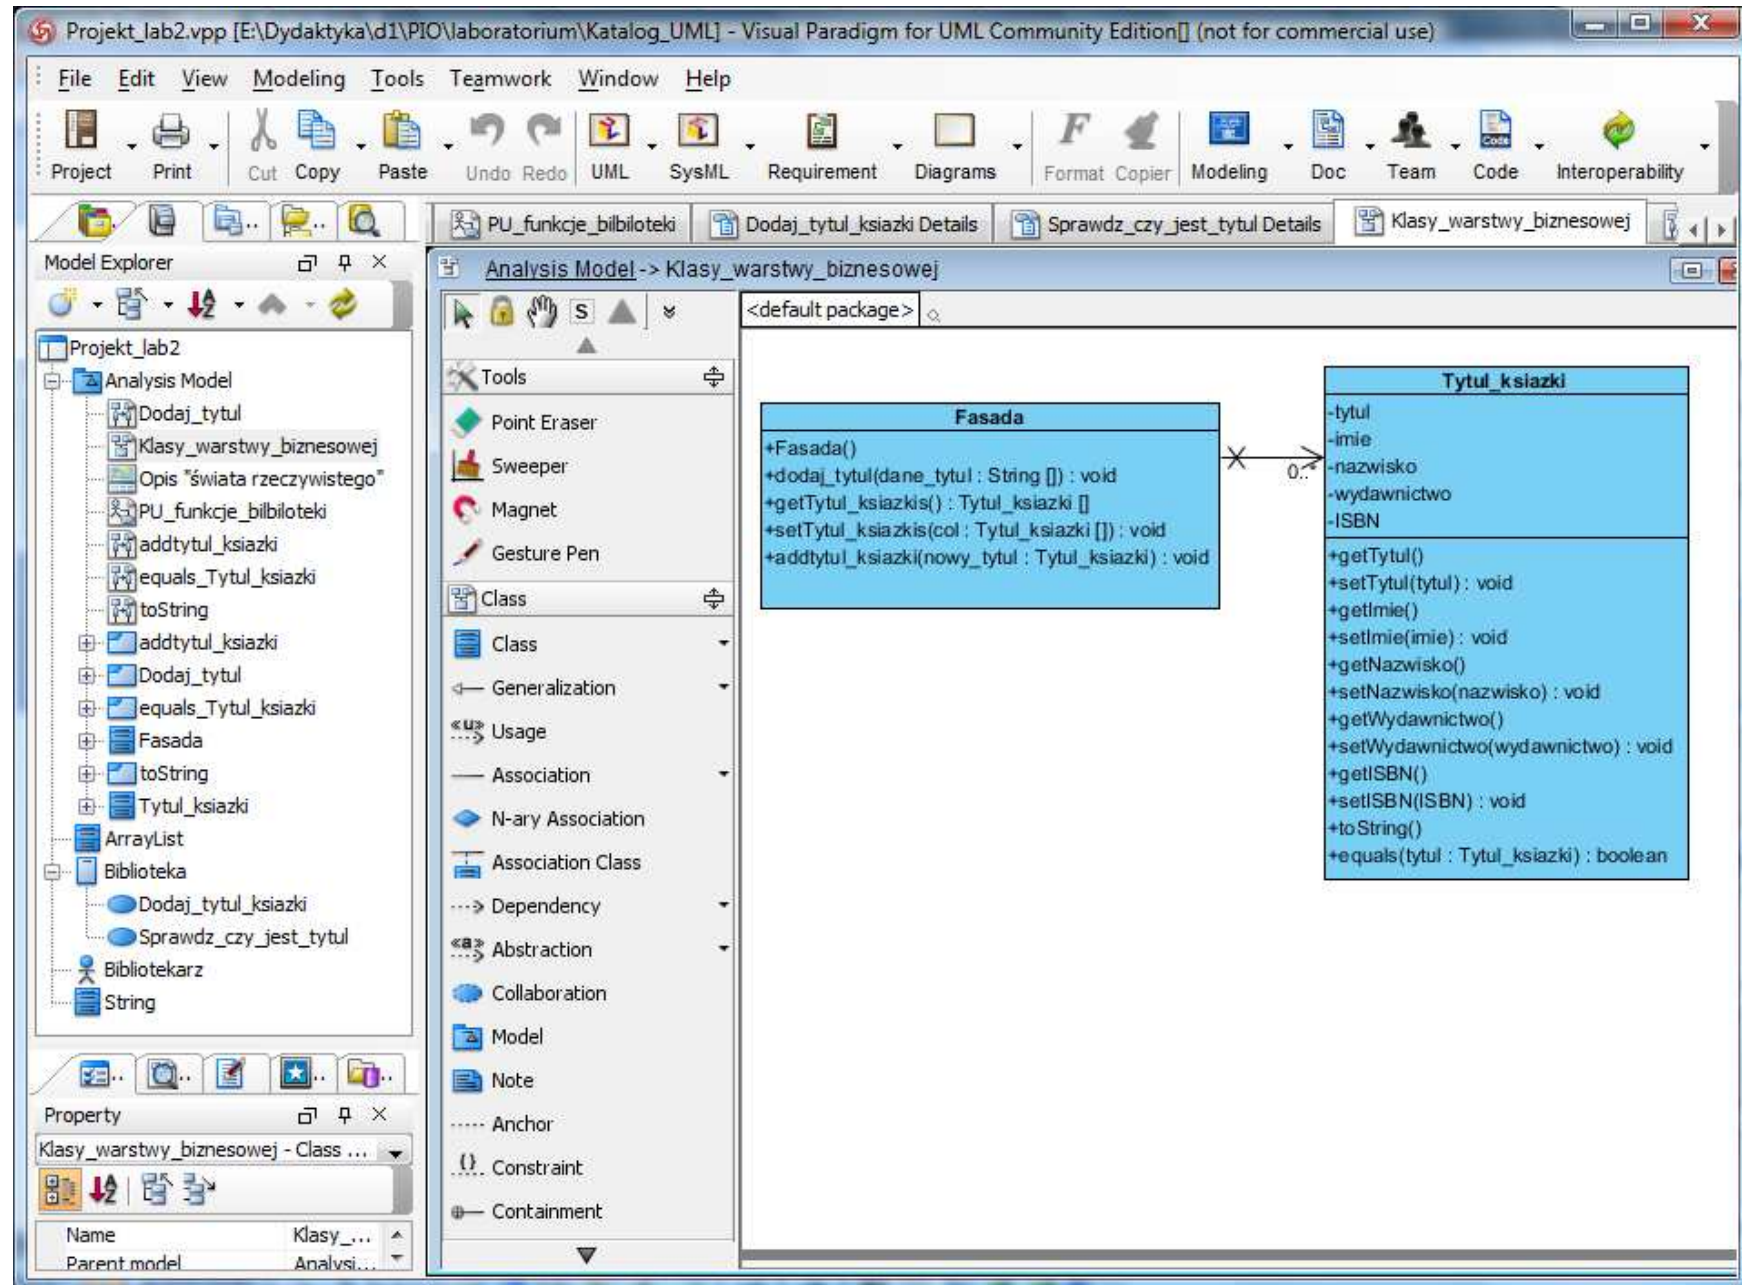 Projekt_lab2.vpp [E:\Dydaktyka\d1\PIO\laboratorium\Katalog_UML] - Visual Paradigm for UML Community Edition[] (not for commercial use)
File Edit View Modeling Tools Teamwork Window Help
Project Print Cut Copy Paste Undo Redo UML SysML Requirement Diagrams Format Copier Modeling Doc Team Code Interoperability
PU_funkcje_bilbiloteki Dodaj_tytul_ksiazki Details Sprawdz_czy_jest_tytul Details Klasy_warstwy_biznesowej
Model Explorer
Projekt_lab2
Analysis Model
Dodaj_tytul
Klasy_warstwy_biznesowej
Opis "świata rzeczywistego"
PU_funkcje_bilbiloteki
addtytul_ksiazki
equals_Tytul_ksiazki
toString
addtytul_ksiazki
Dodaj_tytul
equals_Tytul_ksiazki
Fasada
toString
Tytul_ksiazki
ArrayList
Biblioteka
Dodaj_tytul_ksiazki
Sprawdz_czy_jest_tytul
Bibliotekarz
String
Property
Klasy_warstwy_biznesowej - Class ...
Name Klasy_...
Parent model Analysi...
Analysis Model -> Klasy_warstwy_biznesowej
S
Tools
Point Eraser
Sweeper
Magnet
Gesture Pen
Class
Class
Generalization
«u» Usage
Association
N-ary Association
Association Class
Dependency
«a» Abstraction
Collaboration
Model
Note
Anchor
{} Constraint
Containment
<default package>
Fasada
+Fasada()
+dodaj_tytul(dane_tytul : String []) : void
+getTytul_ksiazkis() : Tytul_ksiazki []
+setTytul_ksiazkis(col : Tytul_ksiazki []) : void
+addtytul_ksiazki(nowy_tytul : Tytul_ksiazki) : void
0..*
Tytul_ksiazki
-tytul
-imie
-nazwisko
-wydawnictwo
-ISBN
+getTytul()
+setTytul(tytul) : void
+getImie()
+setImie(imie) : void
+getNazwisko()
+setNazwisko(nazwisko) : void
+getWydawnictwo()
+setWydawnictwo(wydawnictwo) : void
+getISBN()
+setISBN(ISBN) : void
+toString()
+equals(tytul : Tytul_ksiazki) : boolean